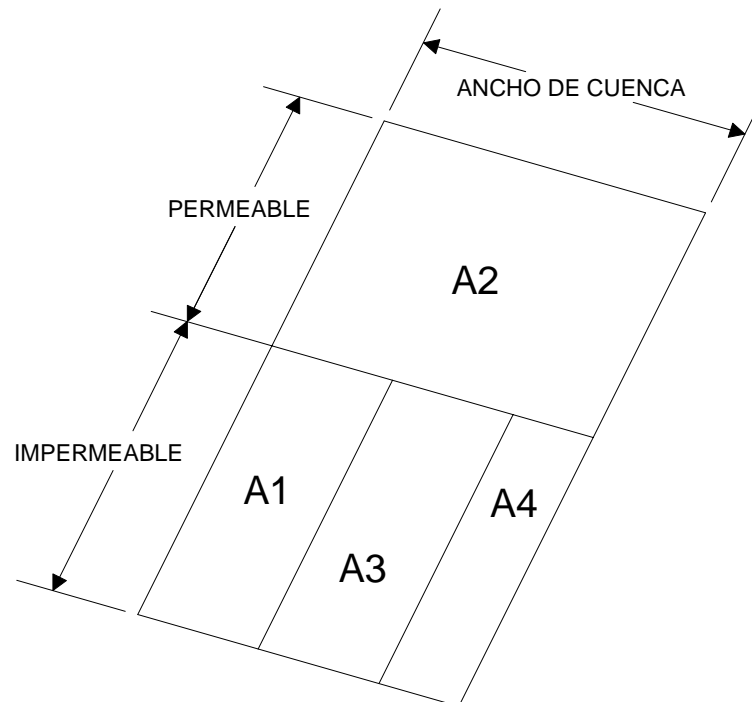 ANCHO DE CUENCA
PERMEABLE
A2
IMPERMEABLE
A1
A4
A3